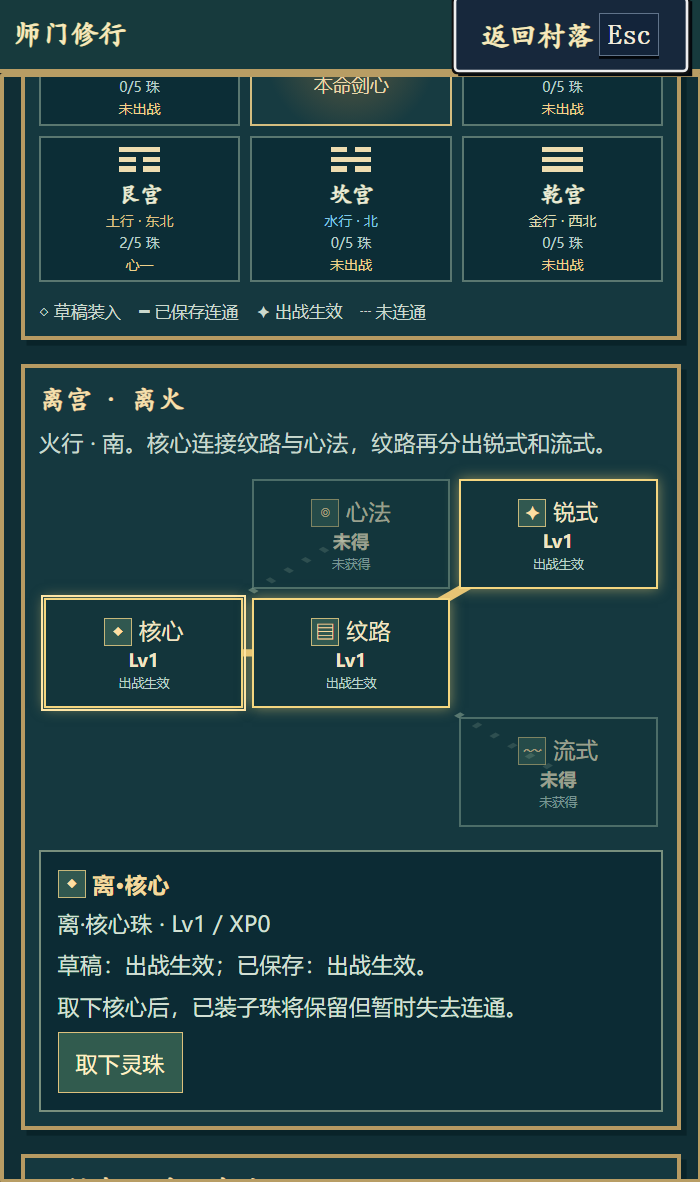 师门修行
返回村落 Esc
0/5 珠
未出战
本命剑心
0/5 珠
未出战
艮宫
土行 · 东北
2/5 珠
心一
坎宫
水行 · 北
0/5 珠
未出战
乾宫
金行 · 西北
0/5 珠
未出战
◇ 草稿装入 ━ 已保存连通 ✦ 出战生效 ┄ 未连通
离宫 · 离火
火行 · 南。核心连接纹路与心法，纹路再分出锐式和流式。
心法
未得
未获得
锐式
Lv1
出战生效
核心
Lv1
出战生效
纹路
Lv1
出战生效
流式
未得
未获得
离·核心
离·核心珠 · Lv1 / XP0
草稿：出战生效；已保存：出战生效。
取下核心后，已装子珠将保留但暂时失去连通。
取下灵珠